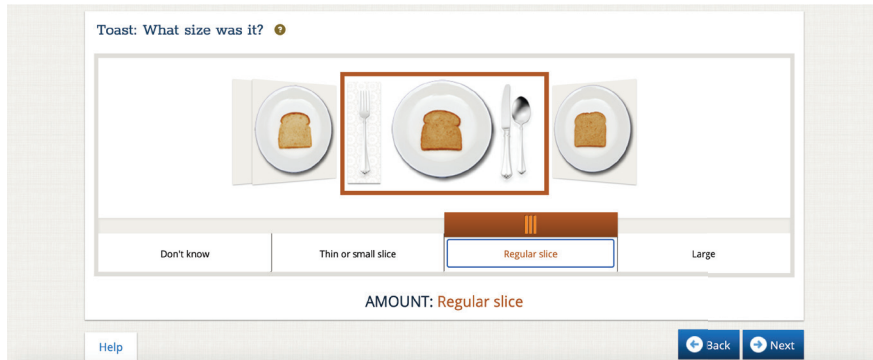 Toast: What size was it? ?
Don't know
Thin or small slice
Regular slice
Large
AMOUNT: Regular slice
Help
Back
Next